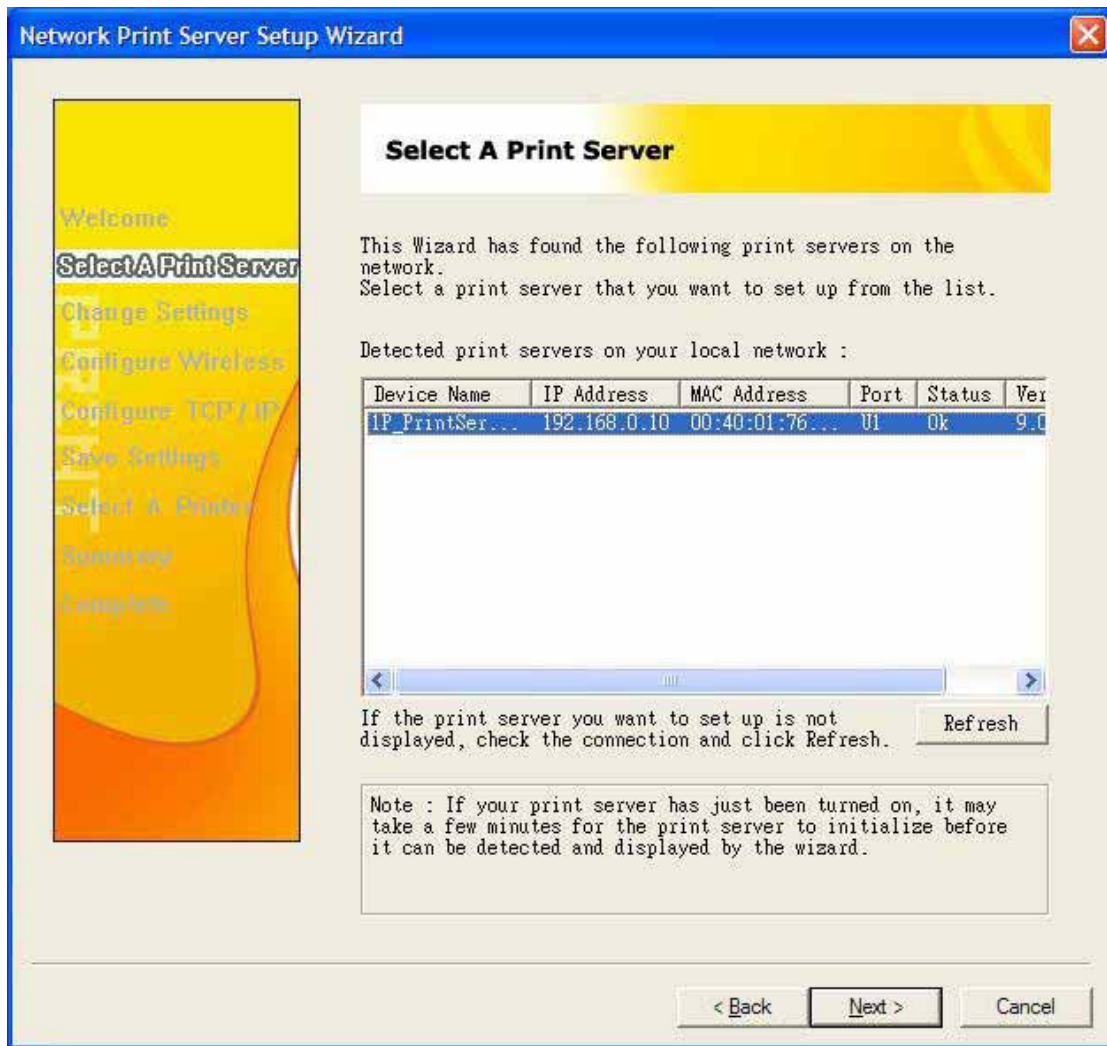 Network Print Server Setup Wizard
Select A Print Server
Welcome
Select A Print Server
Change Settings
Configure Wireless
Configure TCP/IP
Save Settings
Select A Printer
Summary
Complete
This Wizard has found the following print servers on the
network.
Select a print server that you want to set up from the list.
Detected print servers on your local network :
Device Name IP Address MAC Address Port Status Ver
1P_PrintSer... 192.168.0.10 00:40:01:76:... U1 Ok 9.0
If the print server you want to set up is not
displayed, check the connection and click Refresh.
Refresh
Note : If your print server has just been turned on, it may
take a few minutes for the print server to initialize before
it can be detected and displayed by the wizard.
< Back Next > Cancel